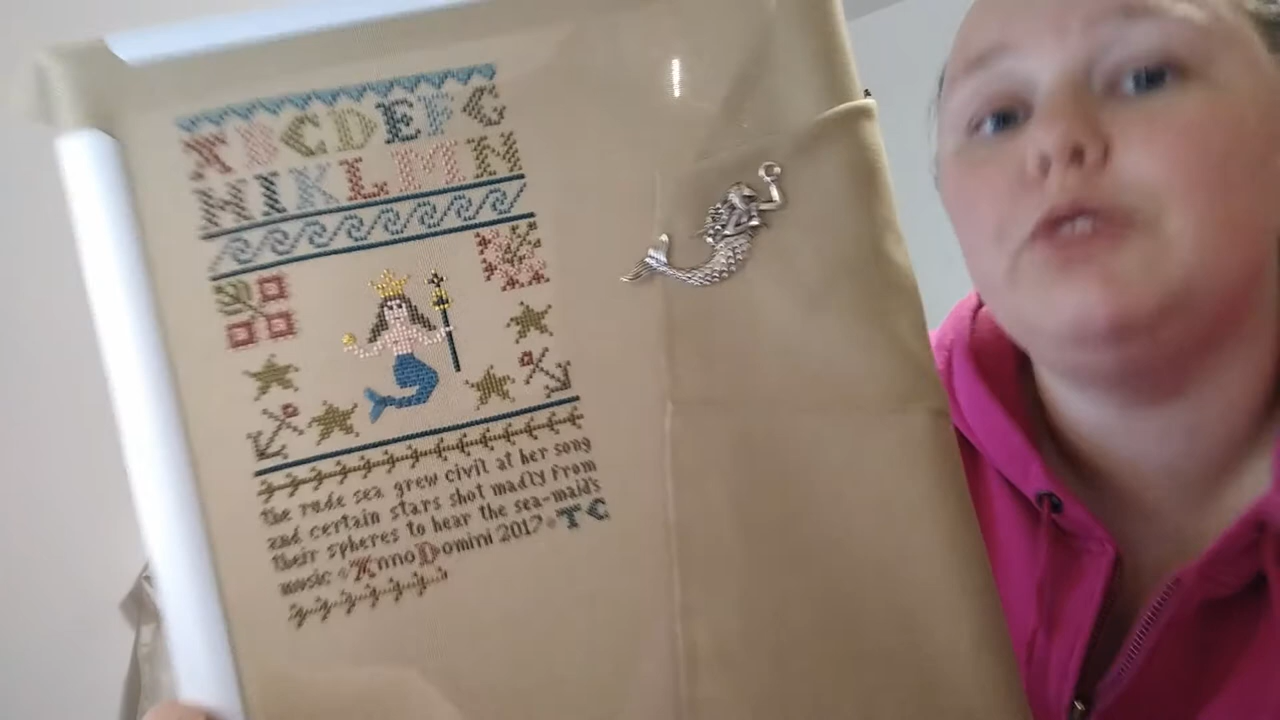 ABCDEFG
HIKLMN
the rude sea grew civil at her song
and certain stars shot madly from
their spheres to hear the sea-maid's
music Anno Domini 2017 TC